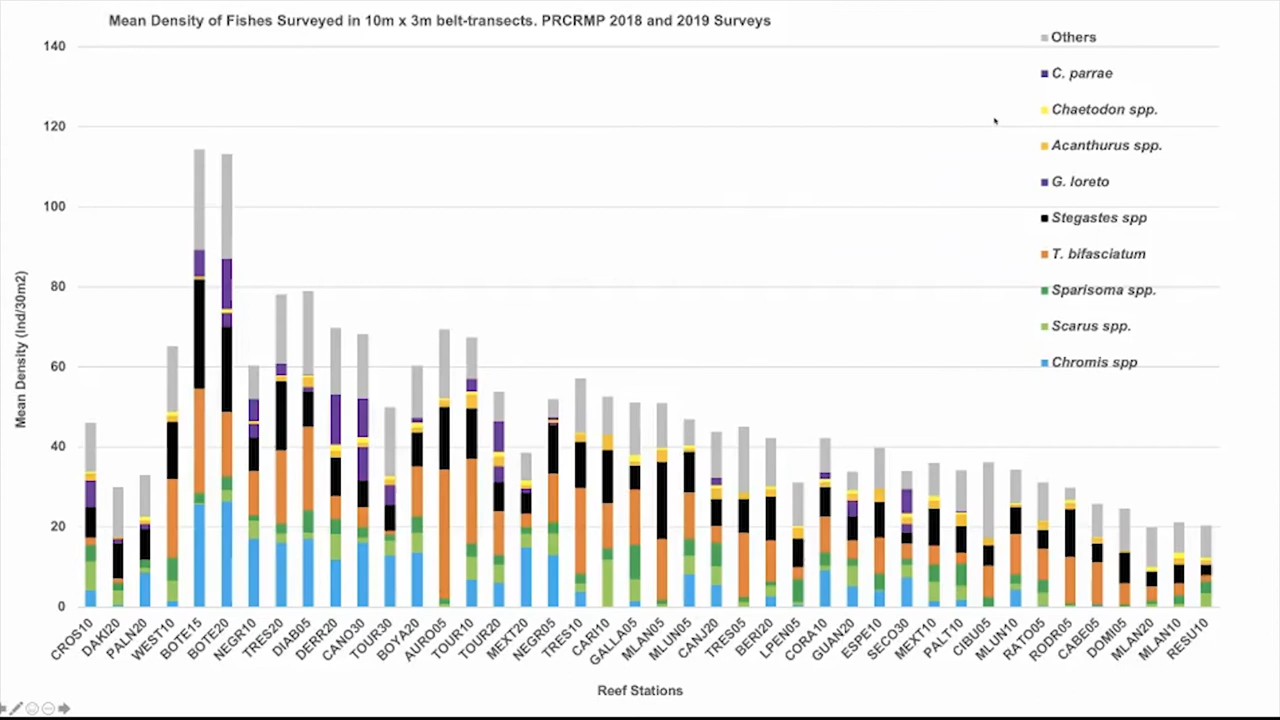 Mean Density of Fishes Surveyed in 10m x 3m belt-transects. PRCRMP 2018 and 2019 Surveys
140
120
100
80
60
40
20
0
Mean Density (Ind/30m2)
Others
C. parrae
Chaetodon spp.
Acanthurus spp.
G. loreto
Stegastes spp
T. bifasciatum
Sparisoma spp.
Scarus spp.
Chromis spp
CROS10
DAKI20
PALN20
WEST10
BOTE15
BOTE20
NEGR10
TRES20
DIAB05
DERR20
CANO30
TOUR30
BOYA20
AURO05
TOUR10
TOUR20
MEXT20
NEGR05
TRES10
CARI10
GALLA05
MLAN05
MLUN05
CANJ20
TRES05
BERI20
LPEN05
CORA10
GUAN20
ESPE10
SECO30
MEXT10
PALT10
CIBU05
MLUN10
RATO05
RODR05
CABE05
DOMI05
MLAN20
MLAN10
RESU10
Reef Stations